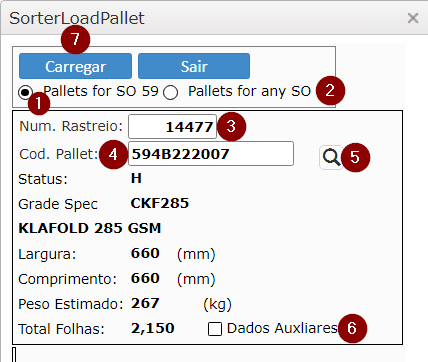 SorterLoadPallet ×
7
Carregar Sair
Pallets for SO 59 Pallets for any SO 2
1
Num. Rastreio: 14477 3
Cod. Pallet: 4 594B222007 5
Status: H
Grade Spec CKF285
KLAFOLD 285 GSM
Largura: 660 (mm)
Comprimento: 660 (mm)
Peso Estimado: 267 (kg)
Total Folhas: 2,150 Dados Auxliares 6